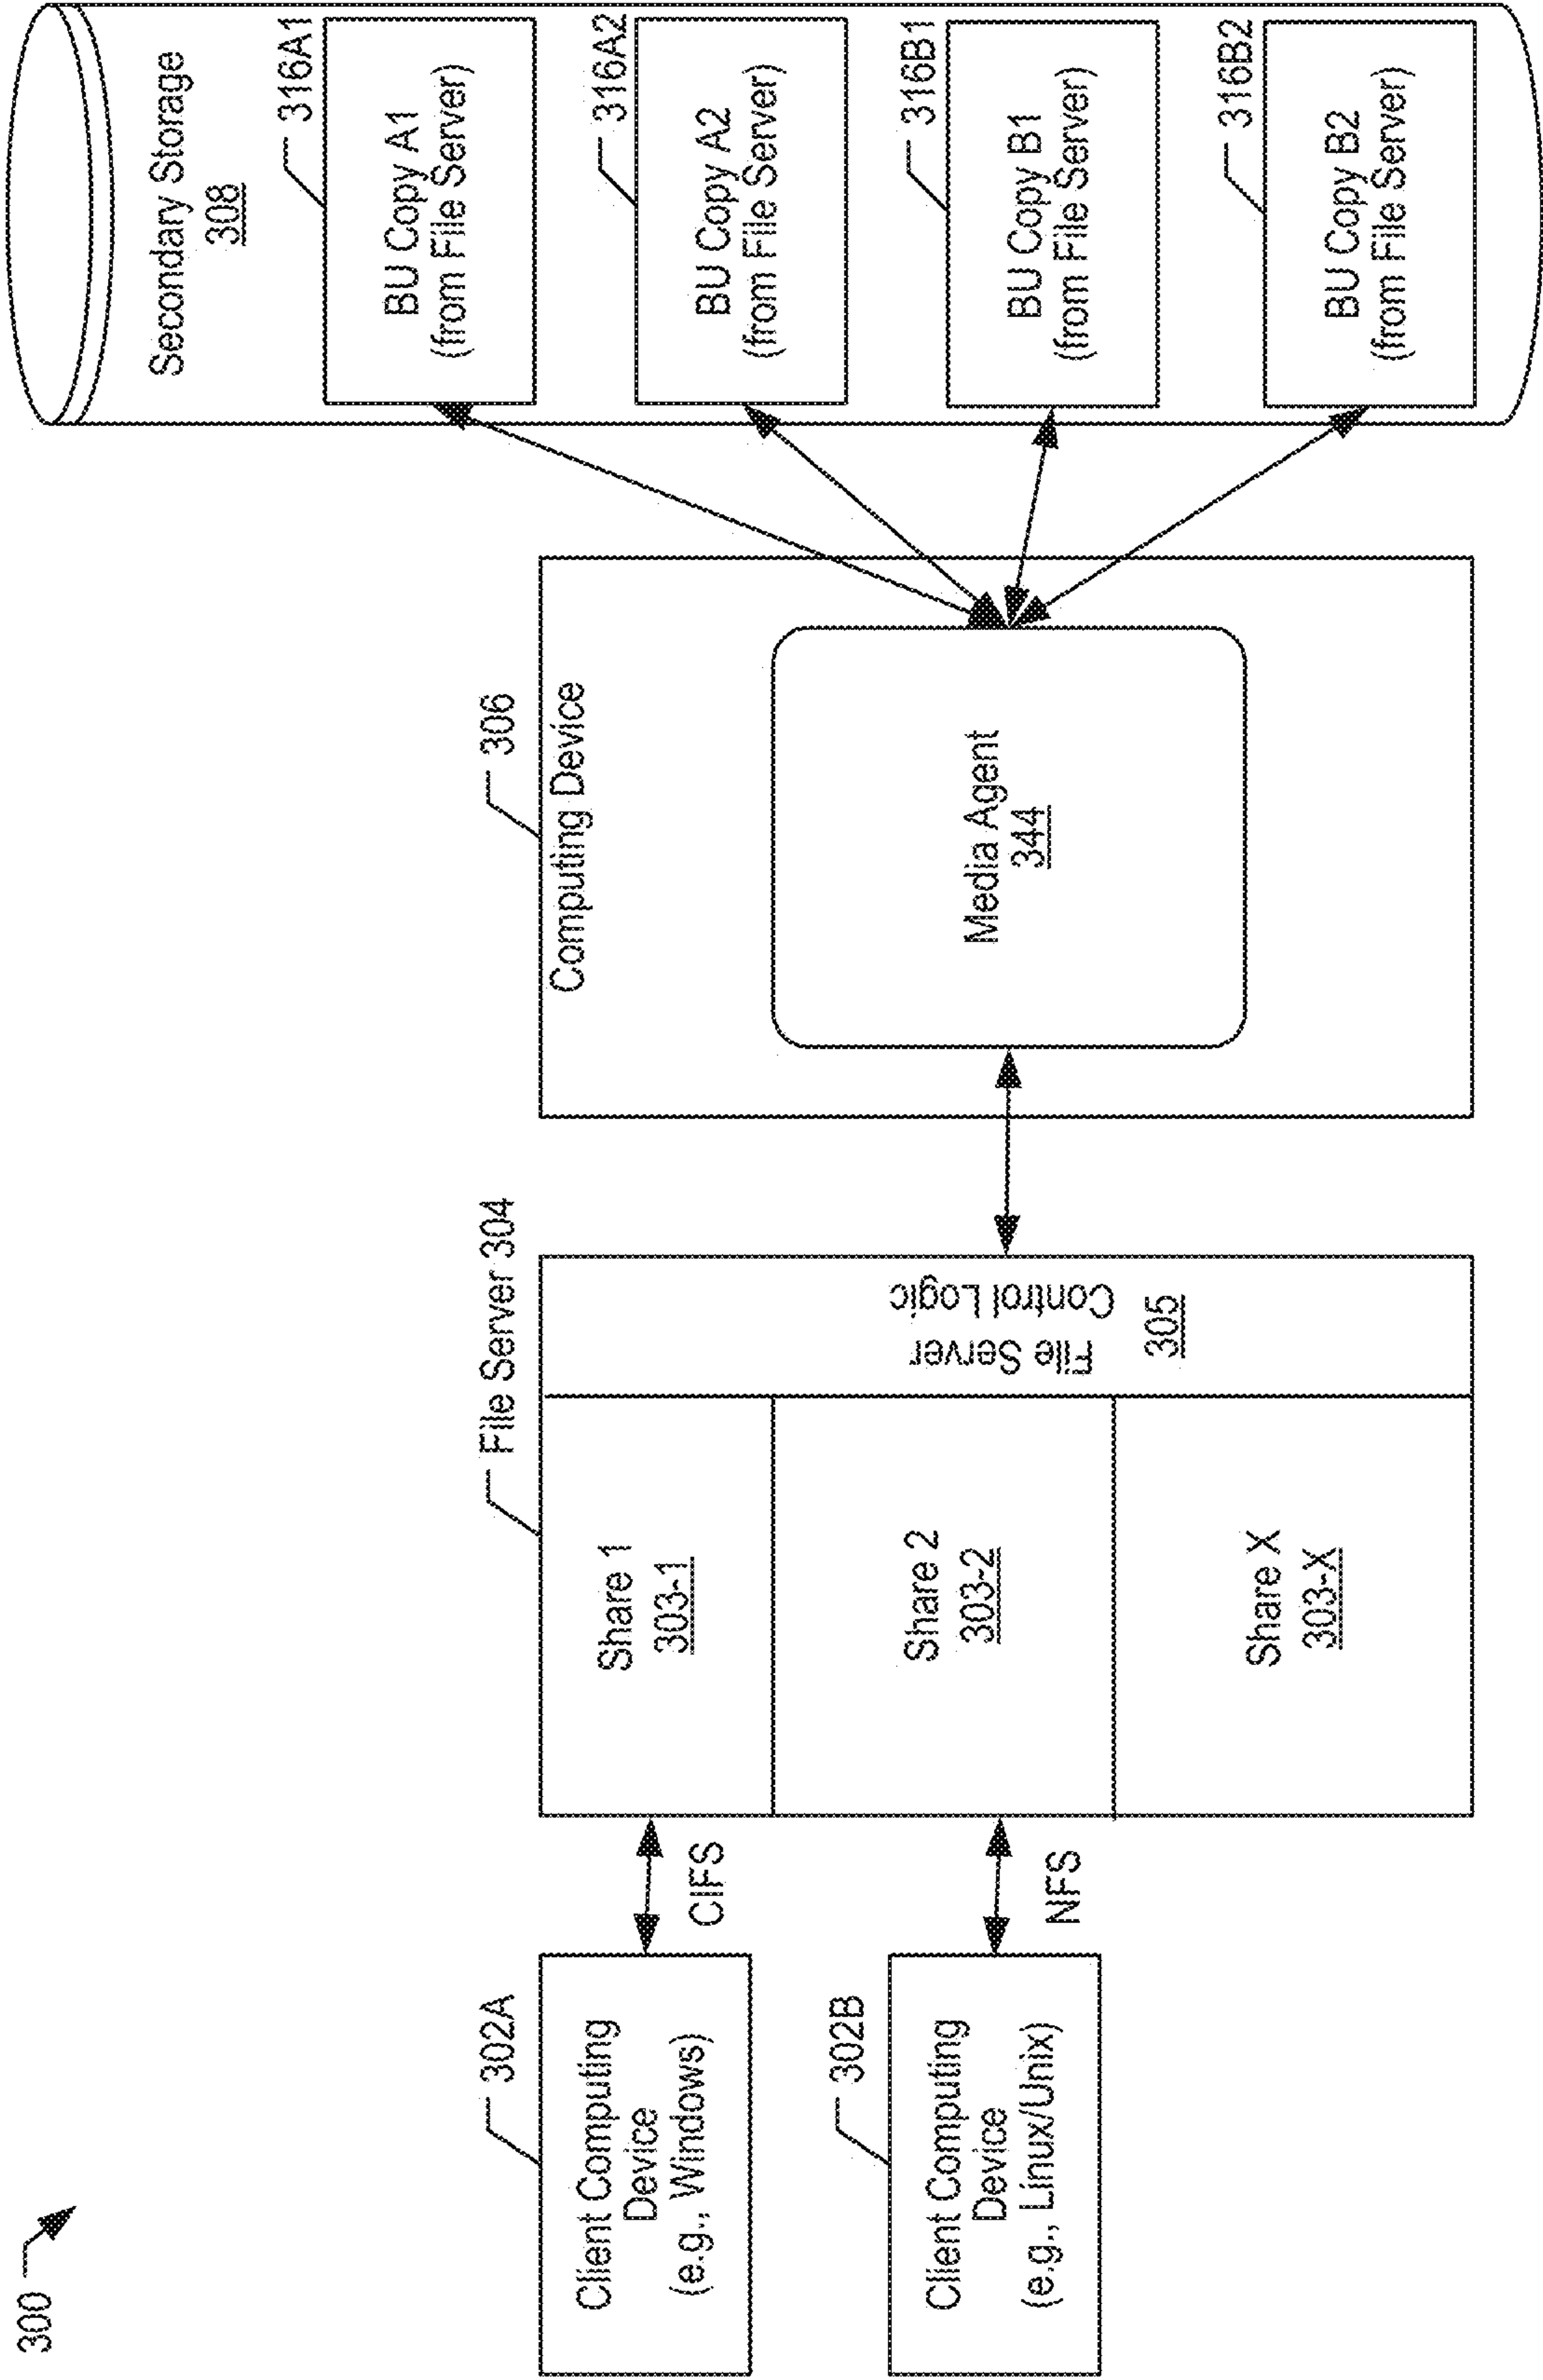 300
302A
Client Computing
Device
(e.g., Windows)
302B
Client Computing
Device
(e.g., Linux/Unix)
CIFS
NFS
File Server 304
Share 1
303-1
Share 2
303-2
Share X
303-X
File Server
Control Logic
305
306
Computing Device
Media Agent
344
Secondary Storage
308
316A1
BU Copy A1
(from File Server)
316A2
BU Copy A2
(from File Server)
316B1
BU Copy B1
(from File Server)
316B2
BU Copy B2
(from File Server)